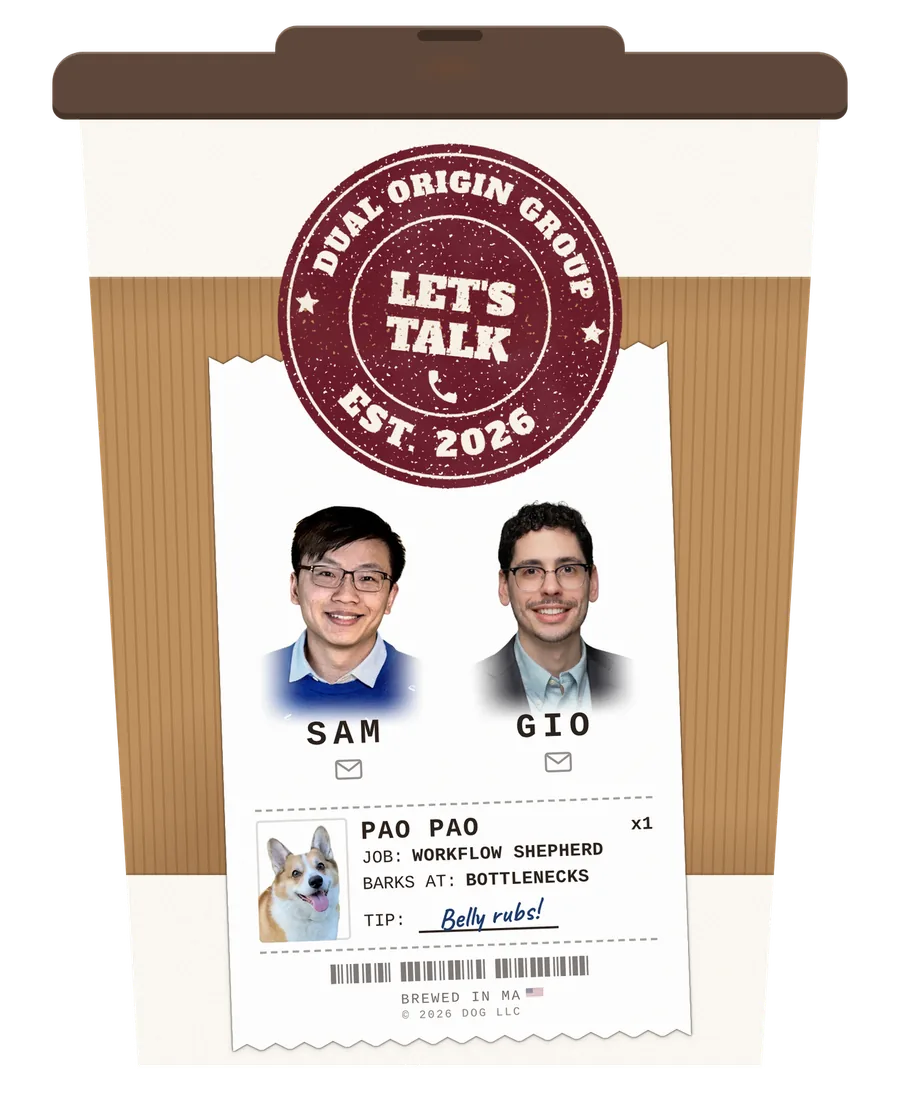 DUAL ORIGIN GROUP
LET'S
TALK
EST. 2026
SAM
GIO
PAO PAO x1
JOB: WORKFLOW SHEPHERD
BARKS AT: BOTTLENECKS
TIP: Belly rubs!
BREWED IN MA
© 2026 DOG LLC